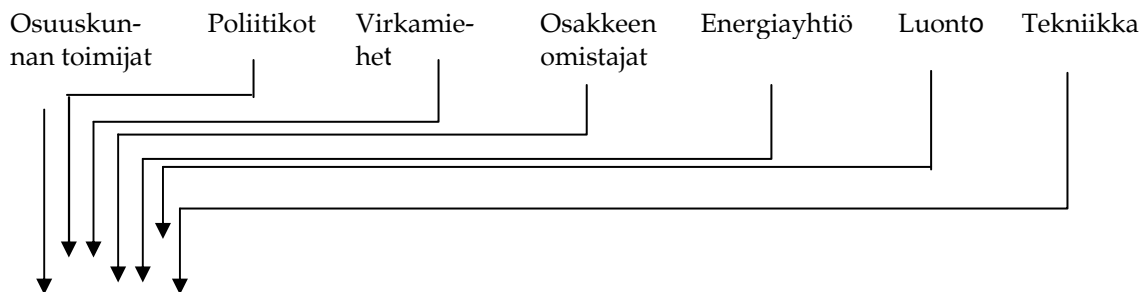 Osuuskun- Poliitikot Virkamie- Osakkeen Energiayhtiö Luonto Tekniikka
nan toimijat het omistajat